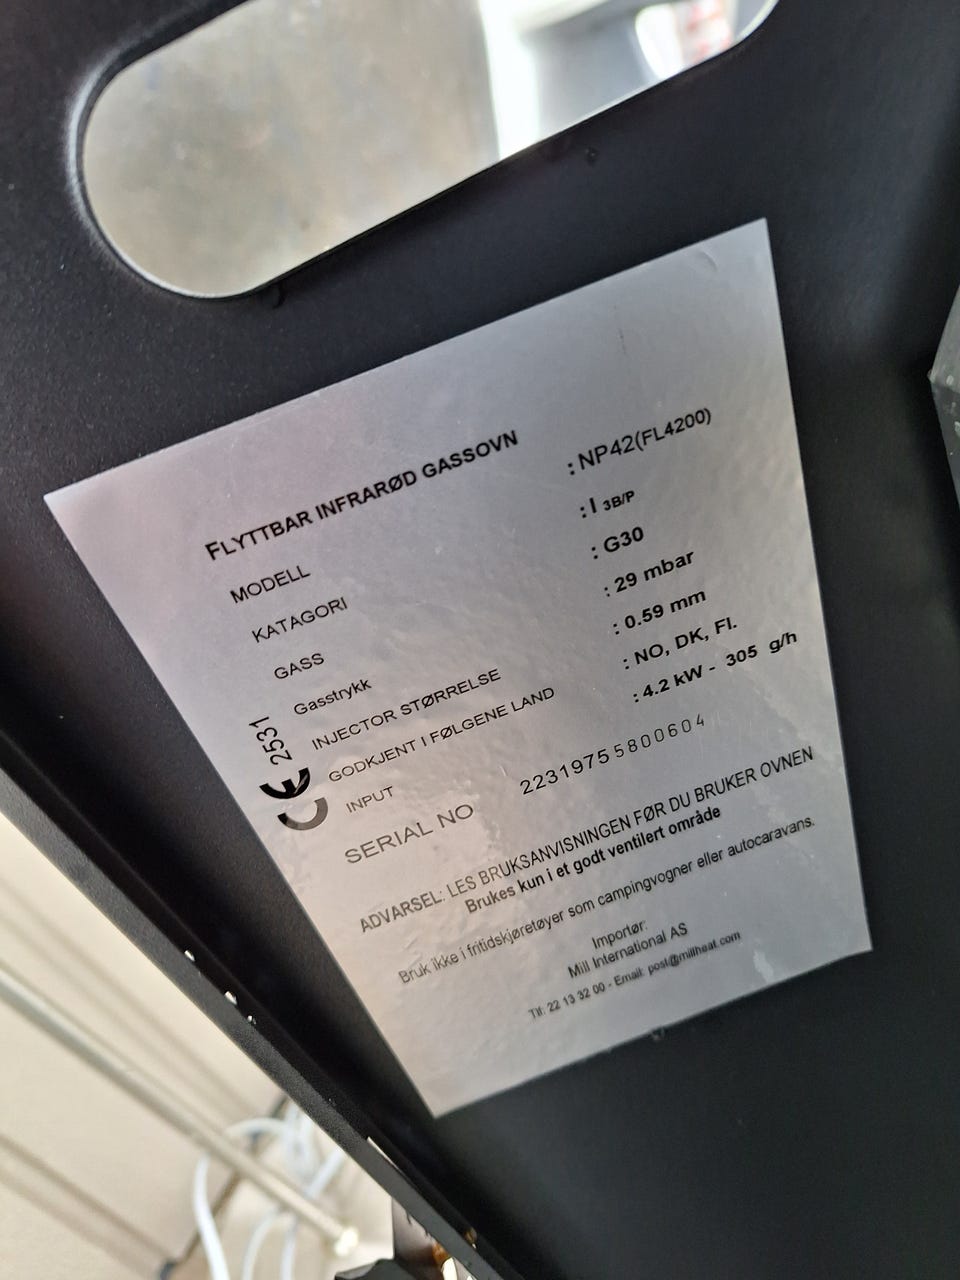 FLYTTBAR INFRARØD GASSOVN
MODELL : NP42(FL4200)
KATAGORI : I 3B/P
GASS : G30
Gasstrykk : 29 mbar
INJECTOR STØRRELSE : 0.59 mm
GODKJENT I FØLGENE LAND : NO, DK, FI.
INPUT : 4.2 kW - 305 g/h
CE 2531
SERIAL NO 22319755800604
ADVARSEL: LES BRUKSANVISNINGEN FØR DU BRUKER OVNEN
Brukes kun i et godt ventilert område
Bruk ikke i fritidskjøretøyer som campingvogner eller autocaravans.
Importør:
Mill International AS
Tlf: 22 13 32 00 - Email: post@millheat.com